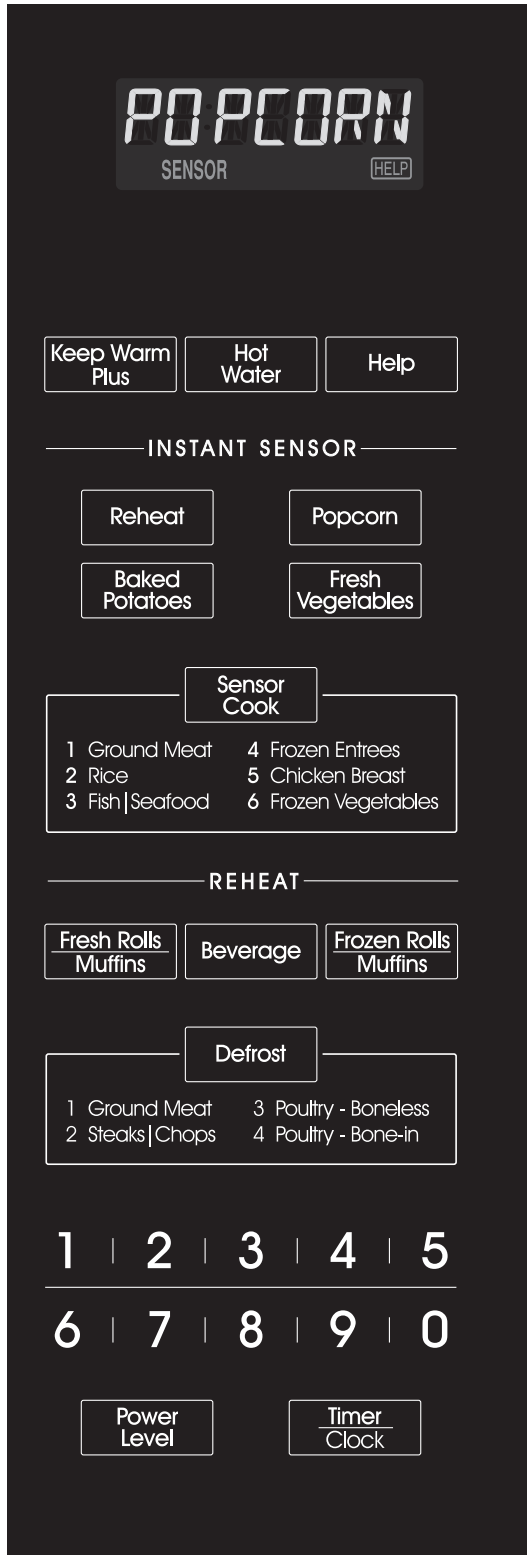 POPCORN
SENSOR HELP
Keep Warm
Plus
Hot
Water
Help
INSTANT SENSOR
Reheat
Popcorn
Baked
Potatoes
Fresh
Vegetables
Sensor
Cook
1 Ground Meat
2 Rice
3 Fish|Seafood
4 Frozen Entrees
5 Chicken Breast
6 Frozen Vegetables
REHEAT
Fresh Rolls
Muffins
Beverage
Frozen Rolls
Muffins
Defrost
1 Ground Meat
2 Steaks|Chops
3 Poultry - Boneless
4 Poultry - Bone-in
1 | 2 | 3 | 4 | 5
6 | 7 | 8 | 9 | 0
Power
Level
Timer
Clock